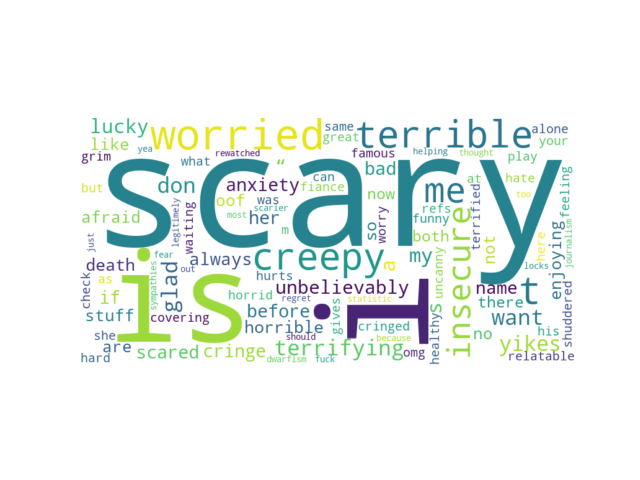 lucky
worried
terrible
same
great
famous
alone
your
like
grim
what
rewatched
yea
“
helping
thought
play
but
don
anxiety
fiance
can
bad
me
at
hate
feeling
scary
afraid
oof
her
was
now
refs
funny
terrified
too
just
legitimely
waiting
most
scarier
m
so
worry
both
not
here
enjoying
journalism
death
always
creepy
a
my
uncanny
insecure
locks
shuddered
check
as
if
fear
out
glad
hurts
unbelievably
s
t
name
there
stuff
sympathies
is
covering
horrid
regret
statistic
i
want
his
she
before
gives
healthy
no
are
horrible
cringed
yikes
hard
scared
cringe
should
terrifying
because
omg
relatable
dwarfism
fuck